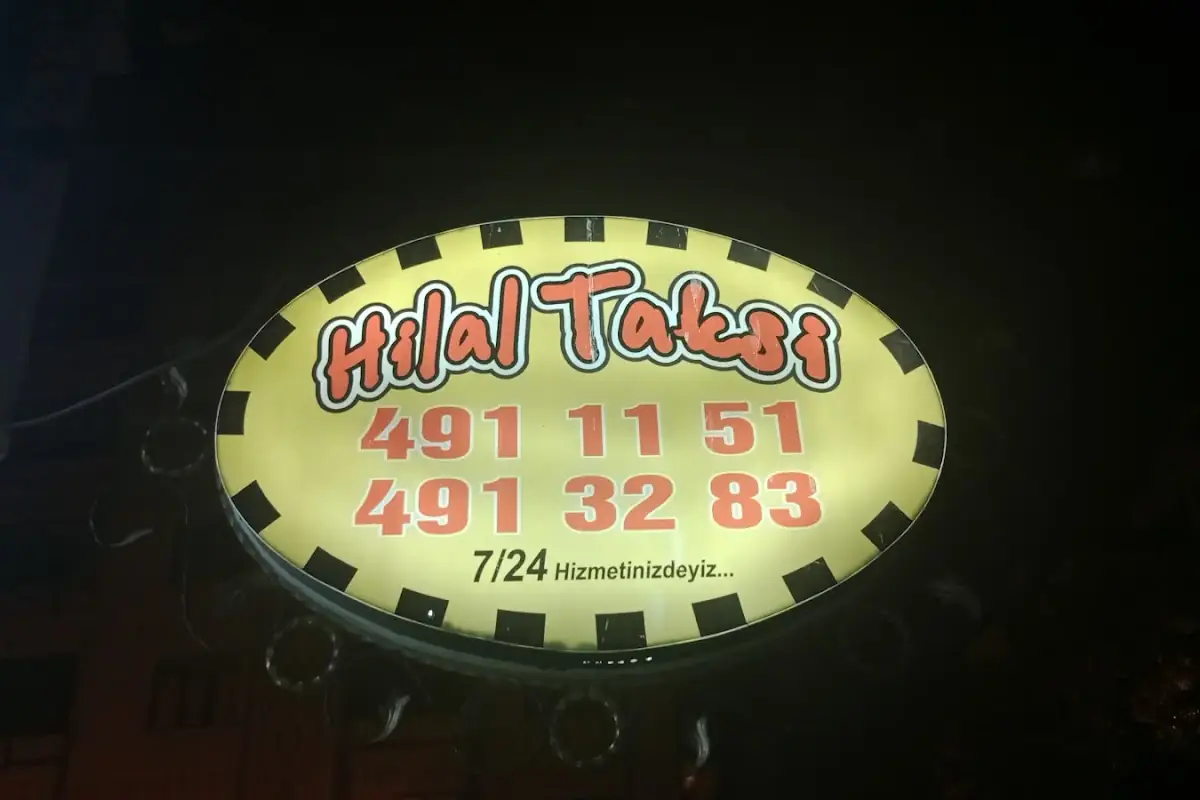 Hilal Taksi
491 11 51
491 32 83
7/24 Hizmetinizdeyiz...